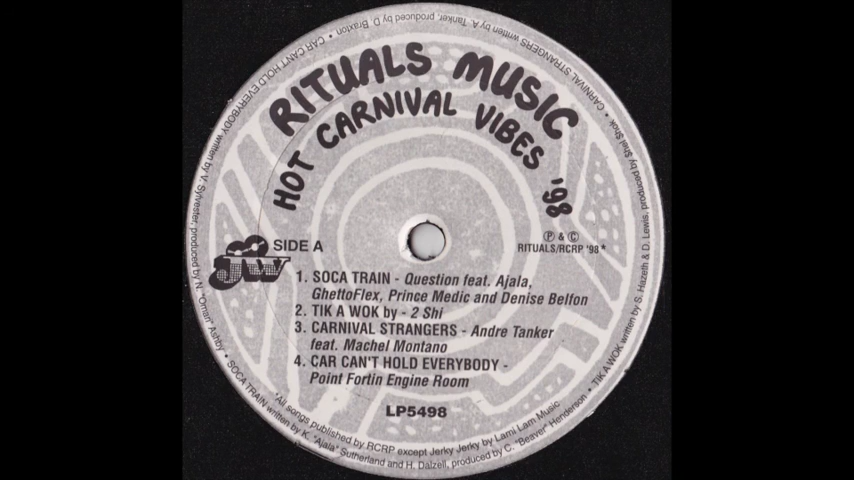 RITUALS MUSIC
HOT CARNIVAL VIBES '98
JW
SIDE A
Ⓟ & Ⓒ
RITUALS/RCRP '98*
1. SOCA TRAIN - Question feat. Ajala,
GhettoFlex, Prince Medic and Denise Belfon
2. TIK A WOK by - 2 Shi
3. CARNIVAL STRANGERS - Andre Tanker
feat. Machel Montano
4. CAR CAN'T HOLD EVERYBODY -
Point Fortin Engine Room
LP5498
*All songs published by RCRP except Jerky Jerky by Lami Lam Music
• SOCA TRAIN written by K. "Ajala" Sutherland and H. Dalzell, produced by C. "Beaver" Henderson • TIK A WOK written by S. Hazeth & D. Lewis, produced by Shel Shok • CARNIVAL STRANGERS written by A. Tanker, produced by D. Braxton • CAR CAN'T HOLD EVERYBODY written by V. Sylvester, produced by N. "Oman" Ashby